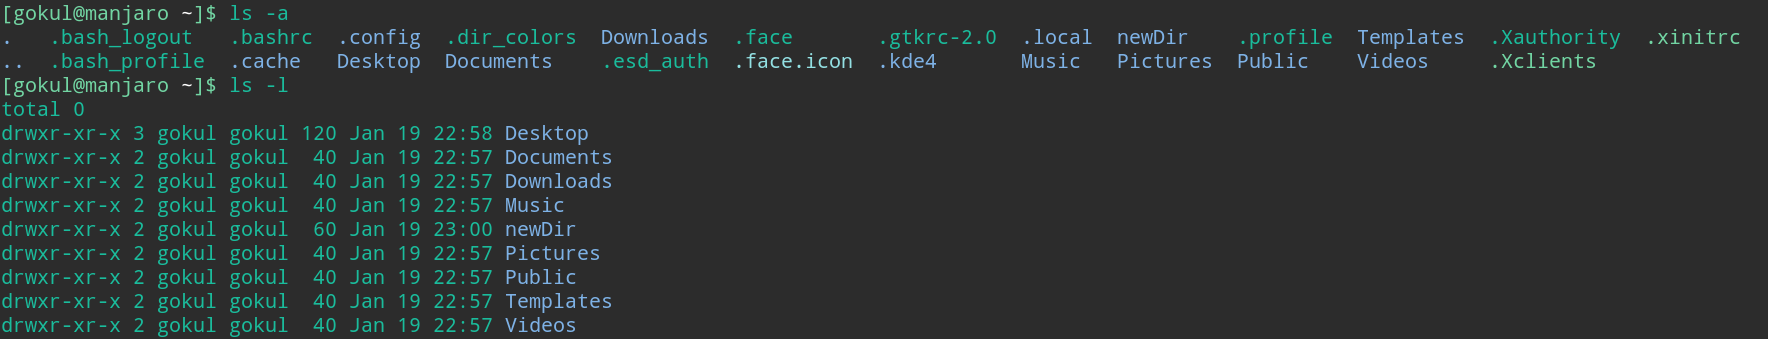 [gokul@manjaro ~]$ ls -a
.   .bash_logout   .bashrc  .config  .dir_colors  Downloads  .face       .gtkrc-2.0  .local  newDir    .profile  Templates  .Xauthority  .xinitrc
..  .bash_profile  .cache   Desktop  Documents    .esd_auth  .face.icon  .kde4       Music   Pictures  Public    Videos     .Xclients
[gokul@manjaro ~]$ ls -l
total 0
drwxr-xr-x 3 gokul gokul 120 Jan 19 22:58 Desktop
drwxr-xr-x 2 gokul gokul  40 Jan 19 22:57 Documents
drwxr-xr-x 2 gokul gokul  40 Jan 19 22:57 Downloads
drwxr-xr-x 2 gokul gokul  40 Jan 19 22:57 Music
drwxr-xr-x 2 gokul gokul  60 Jan 19 23:00 newDir
drwxr-xr-x 2 gokul gokul  40 Jan 19 22:57 Pictures
drwxr-xr-x 2 gokul gokul  40 Jan 19 22:57 Public
drwxr-xr-x 2 gokul gokul  40 Jan 19 22:57 Templates
drwxr-xr-x 2 gokul gokul  40 Jan 19 22:57 Videos